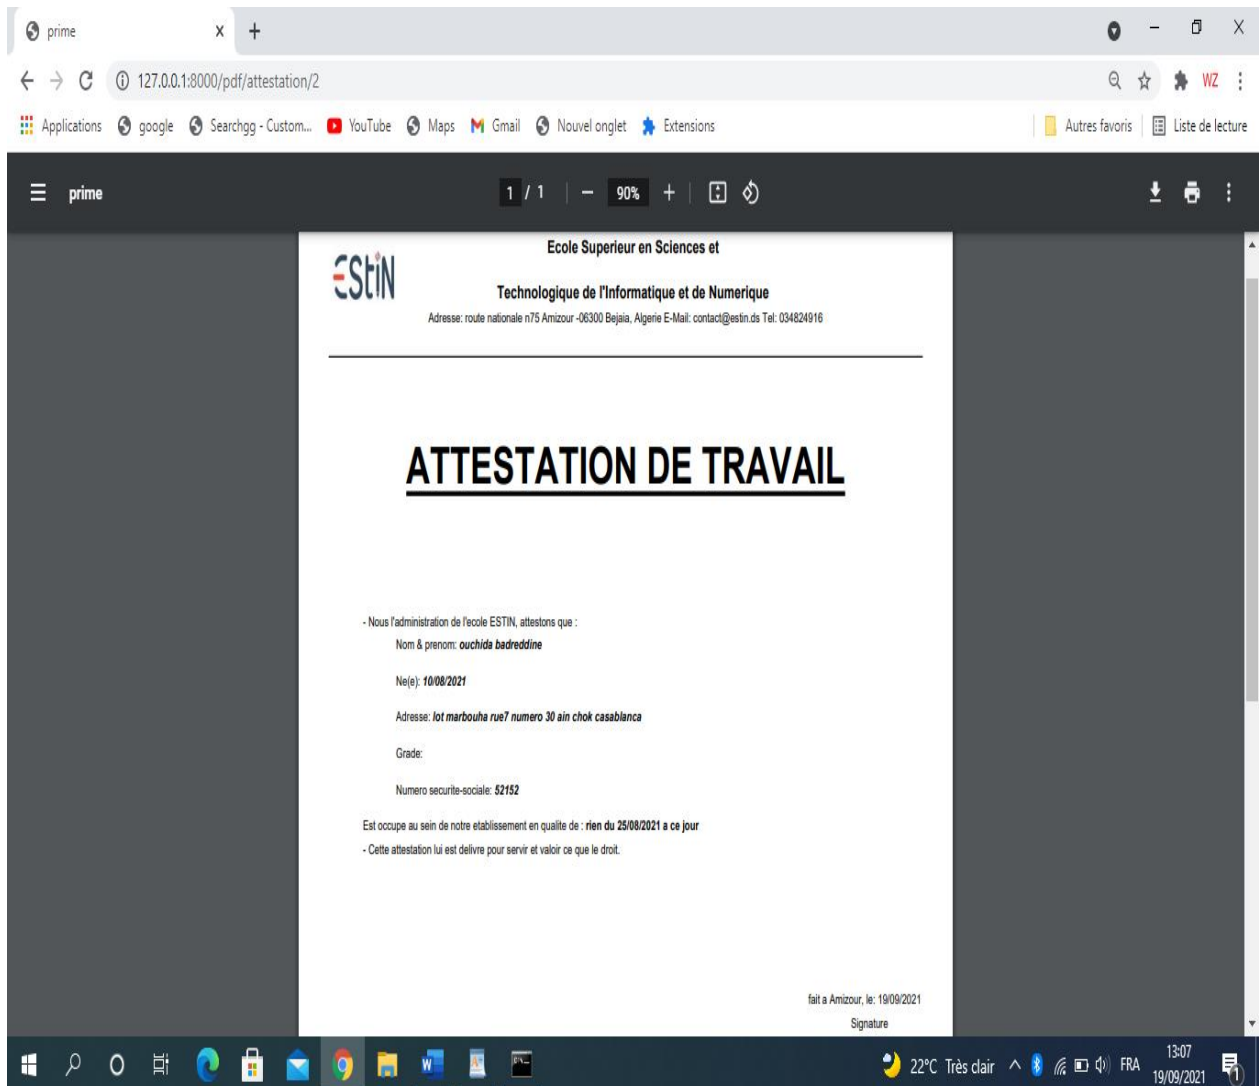 prime
127.0.0.1:8000/pdf/attestation/2
WZ
Applications google Searchgg - Custom... YouTube Maps Gmail Nouvel onglet Extensions Autres favoris Liste de lecture
prime 1 / 1 90%
EStiN
Ecole Superieur en Sciences et
Technologique de l'Informatique et de Numerique
Adresse: route nationale n75 Amizour -06300 Bejaia, Algerie E-Mail: contact@estin.ds Tel: 034824916
ATTESTATION DE TRAVAIL
- Nous l'administration de l'ecole ESTIN, attestons que :
Nom & prenom: ouchida badreddine
Ne(e): 10/08/2021
Adresse: lot marbouha rue7 numero 30 ain chok casablanca
Grade:
Numero securite-sociale: 52152
Est occupe au sein de notre etablissement en qualite de : rien du 25/08/2021 a ce jour
- Cette attestation lui est delivre pour servir et valoir ce que le droit.
fait a Amizour, le: 19/09/2021
Signature
22°C Très clair FRA 13:07
19/09/2021
1